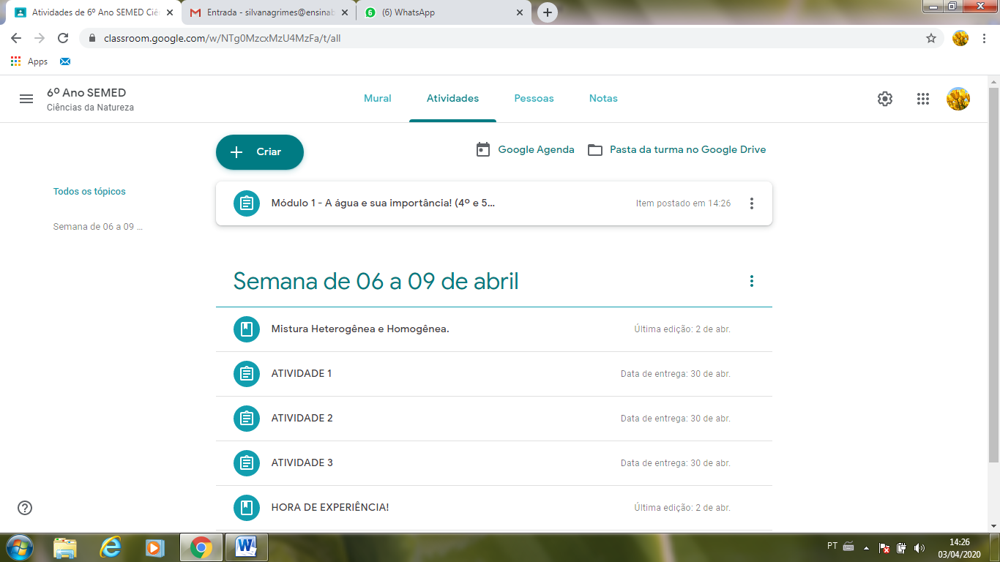 Atividades de 6º Ano SEMED Ciê
Entrada - silvanagrimes@ensinab
(6) WhatsApp
classroom.google.com/w/NTg0MzcxMzU4MzFa/t/all
Apps
6º Ano SEMED
Ciências da Natureza
Mural
Atividades
Pessoas
Notas
Criar
Google Agenda
Pasta da turma no Google Drive
Todos os tópicos
Semana de 06 a 09 ...
Módulo 1 - A água e sua importância! (4º e 5...
Item postado em 14:26
Semana de 06 a 09 de abril
Mistura Heterogênea e Homogênea.
Última edição: 2 de abr.
ATIVIDADE 1
Data de entrega: 30 de abr.
ATIVIDADE 2
Data de entrega: 30 de abr.
ATIVIDADE 3
Data de entrega: 30 de abr.
HORA DE EXPERIÊNCIA!
Última edição: 2 de abr.
PT
14:26
03/04/2020